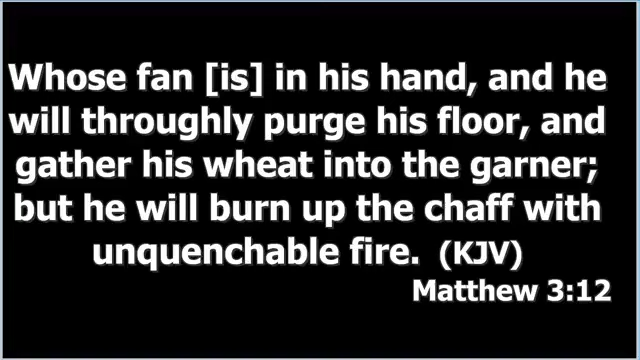 Whose fan [is] in his hand, and he
will throughly purge his floor, and
gather his wheat into the garner;
but he will burn up the chaff with
unquenchable fire. (KJV)
Matthew 3:12